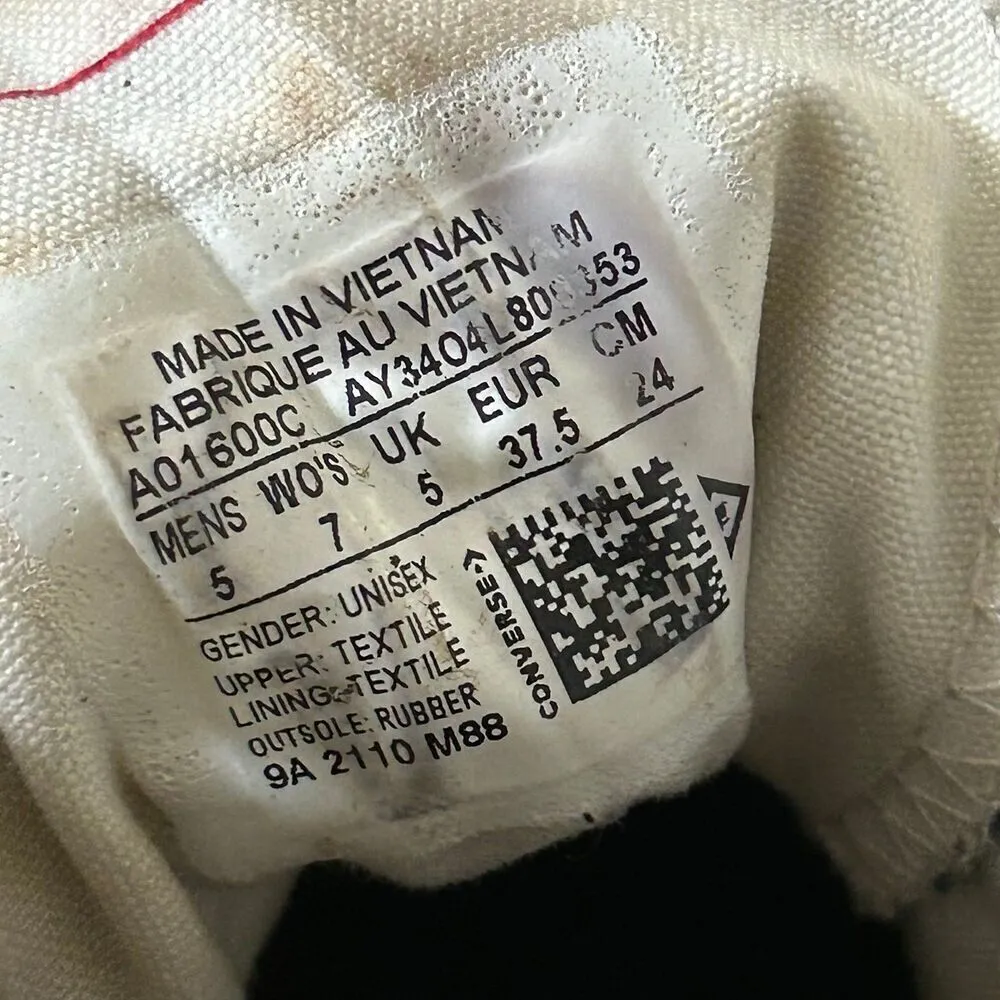 MADE IN VIETNAM
FABRIQUE AU VIETNAM
A01600C
MENS WO'S UK EUR CM
5 7 5 37.5 24
GENDER: UNISEX
UPPER: TEXTILE
LINING: TEXTILE
OUTSOLE: RUBBER
9A 2110 M88
CONVERSE